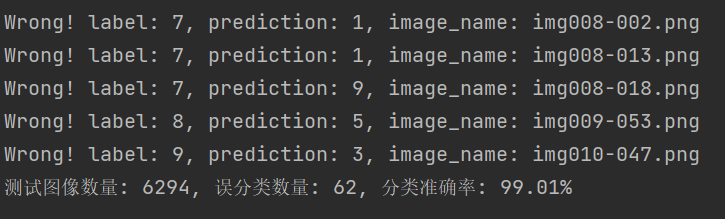 Wrong! label: 7, prediction: 1, image_name: img008-002.png
Wrong! label: 7, prediction: 1, image_name: img008-013.png
Wrong! label: 7, prediction: 9, image_name: img008-018.png
Wrong! label: 8, prediction: 5, image_name: img009-053.png
Wrong! label: 9, prediction: 3, image_name: img010-047.png
测试图像数量: 6294, 误分类数量: 62, 分类准确率: 99.01%